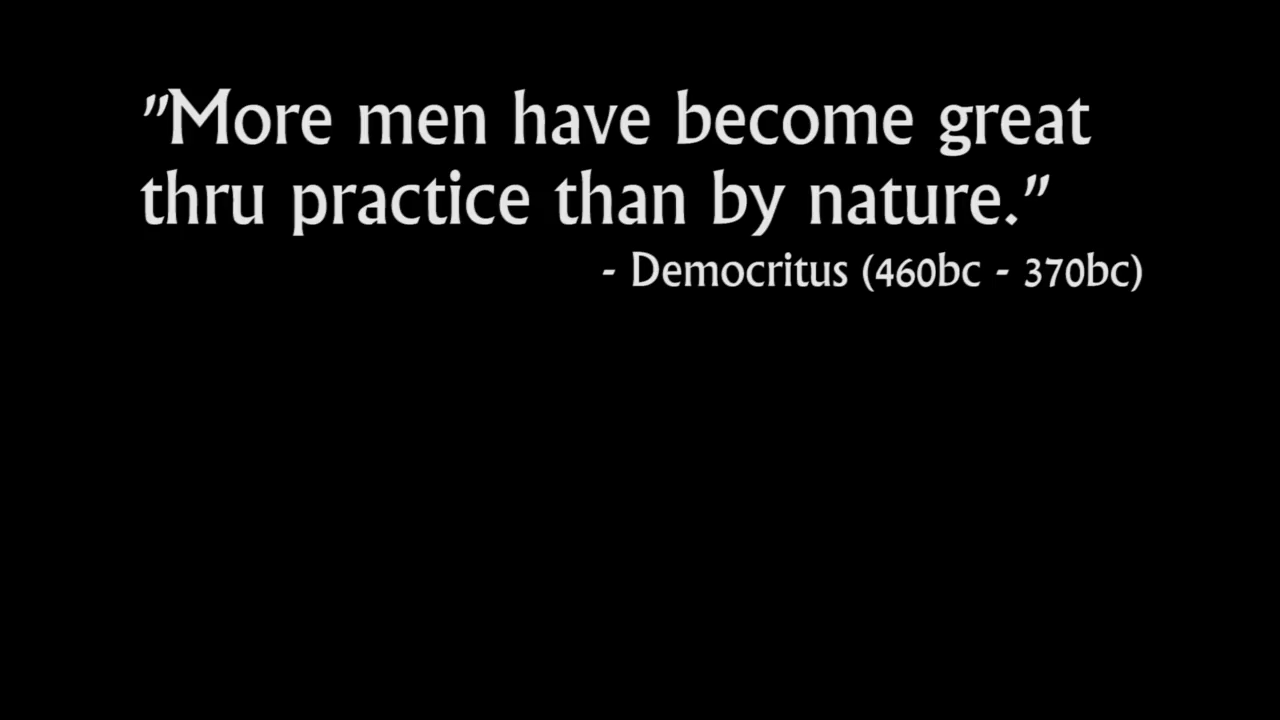 "More men have become great
thru practice than by nature."
- Democritus (460bc - 370bc)